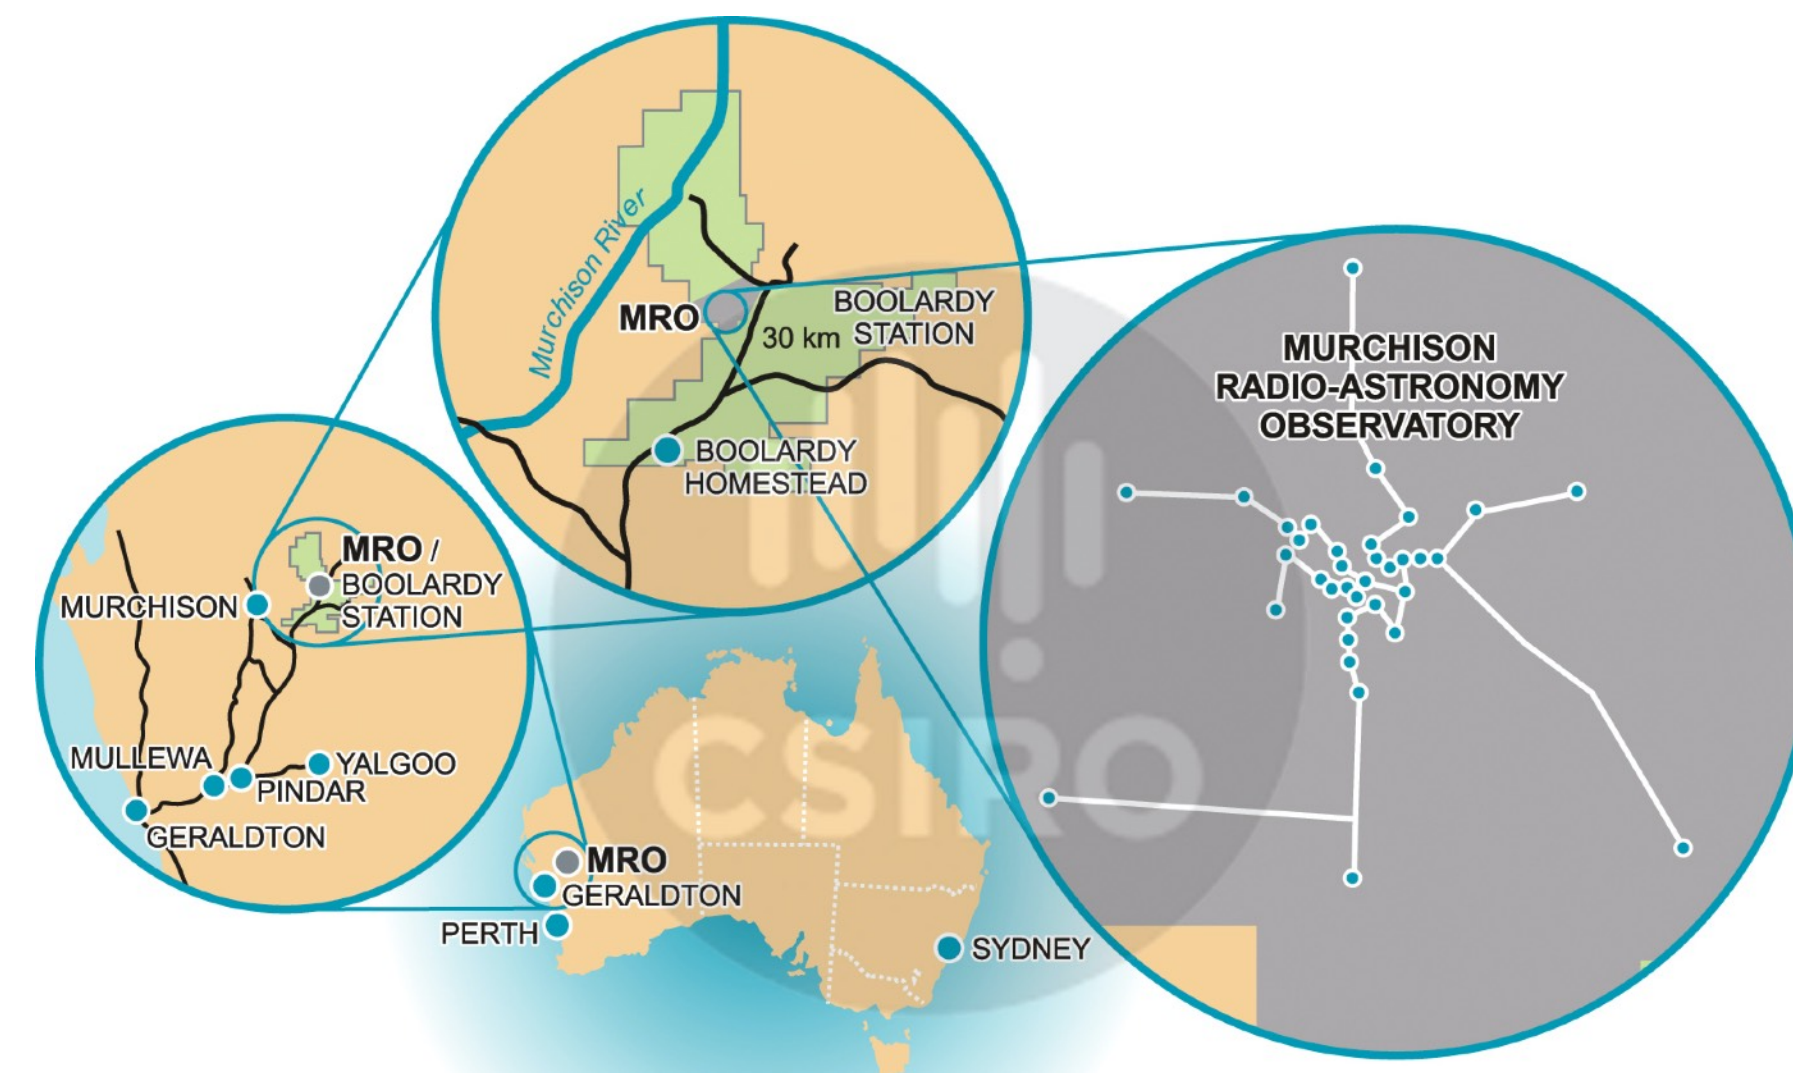 Murchison River
MRO
30 km
BOOLARDY
STATION
BOOLARDY
HOMESTEAD
MURCHISON
RADIO-ASTRONOMY
OBSERVATORY
MRO /
BOOLARDY
STATION
MURCHISON
MULLEWA
YALGOO
PINDAR
GERALDTON
CSIRO
MRO
GERALDTON
PERTH
SYDNEY